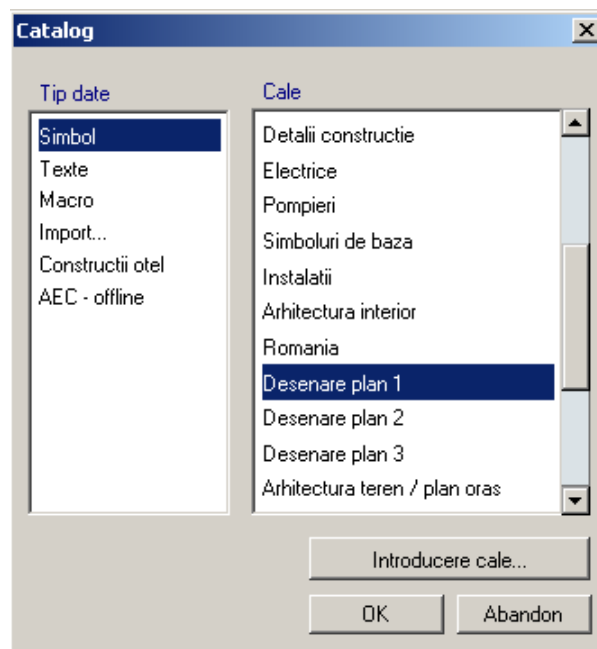 Catalog
Tip date
Simbol
Texte
Macro
Import...
Constructii otel
AEC - offline
Cale
Detalii constructie
Electrice
Pompieri
Simboluri de baza
Instalatii
Arhitectura interior
Romania
Desenare plan 1
Desenare plan 2
Desenare plan 3
Arhitectura teren / plan oras
Introducere cale...
OK
Abandon